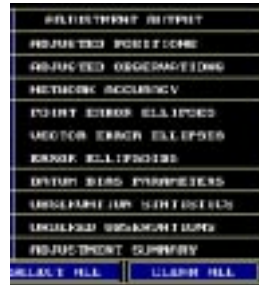 ADJUSTMENT OUTPUT
ADJUSTED POSITIONS
ADJUSTED OBSERVATIONS
NETWORK ACCURACY
POINT ERROR ELLIPSES
VECTOR ERROR ELLIPSES
ERROR ELLIPSOIDS
DATUM BIAS PARAMETERS
OBSERVATION STATISTICS
UNUSED OBSERVATIONS
ADJUSTMENT SUMMARY
SELECT ALL CLEAR ALL